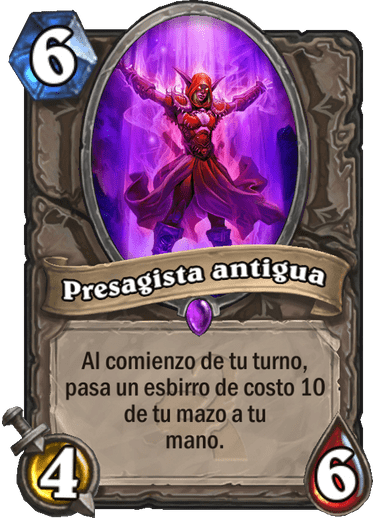 6
Presagista antigua
Al comienzo de tu turno,
pasa un esbirro de costo 10
de tu mazo a tu
mano.
4
6